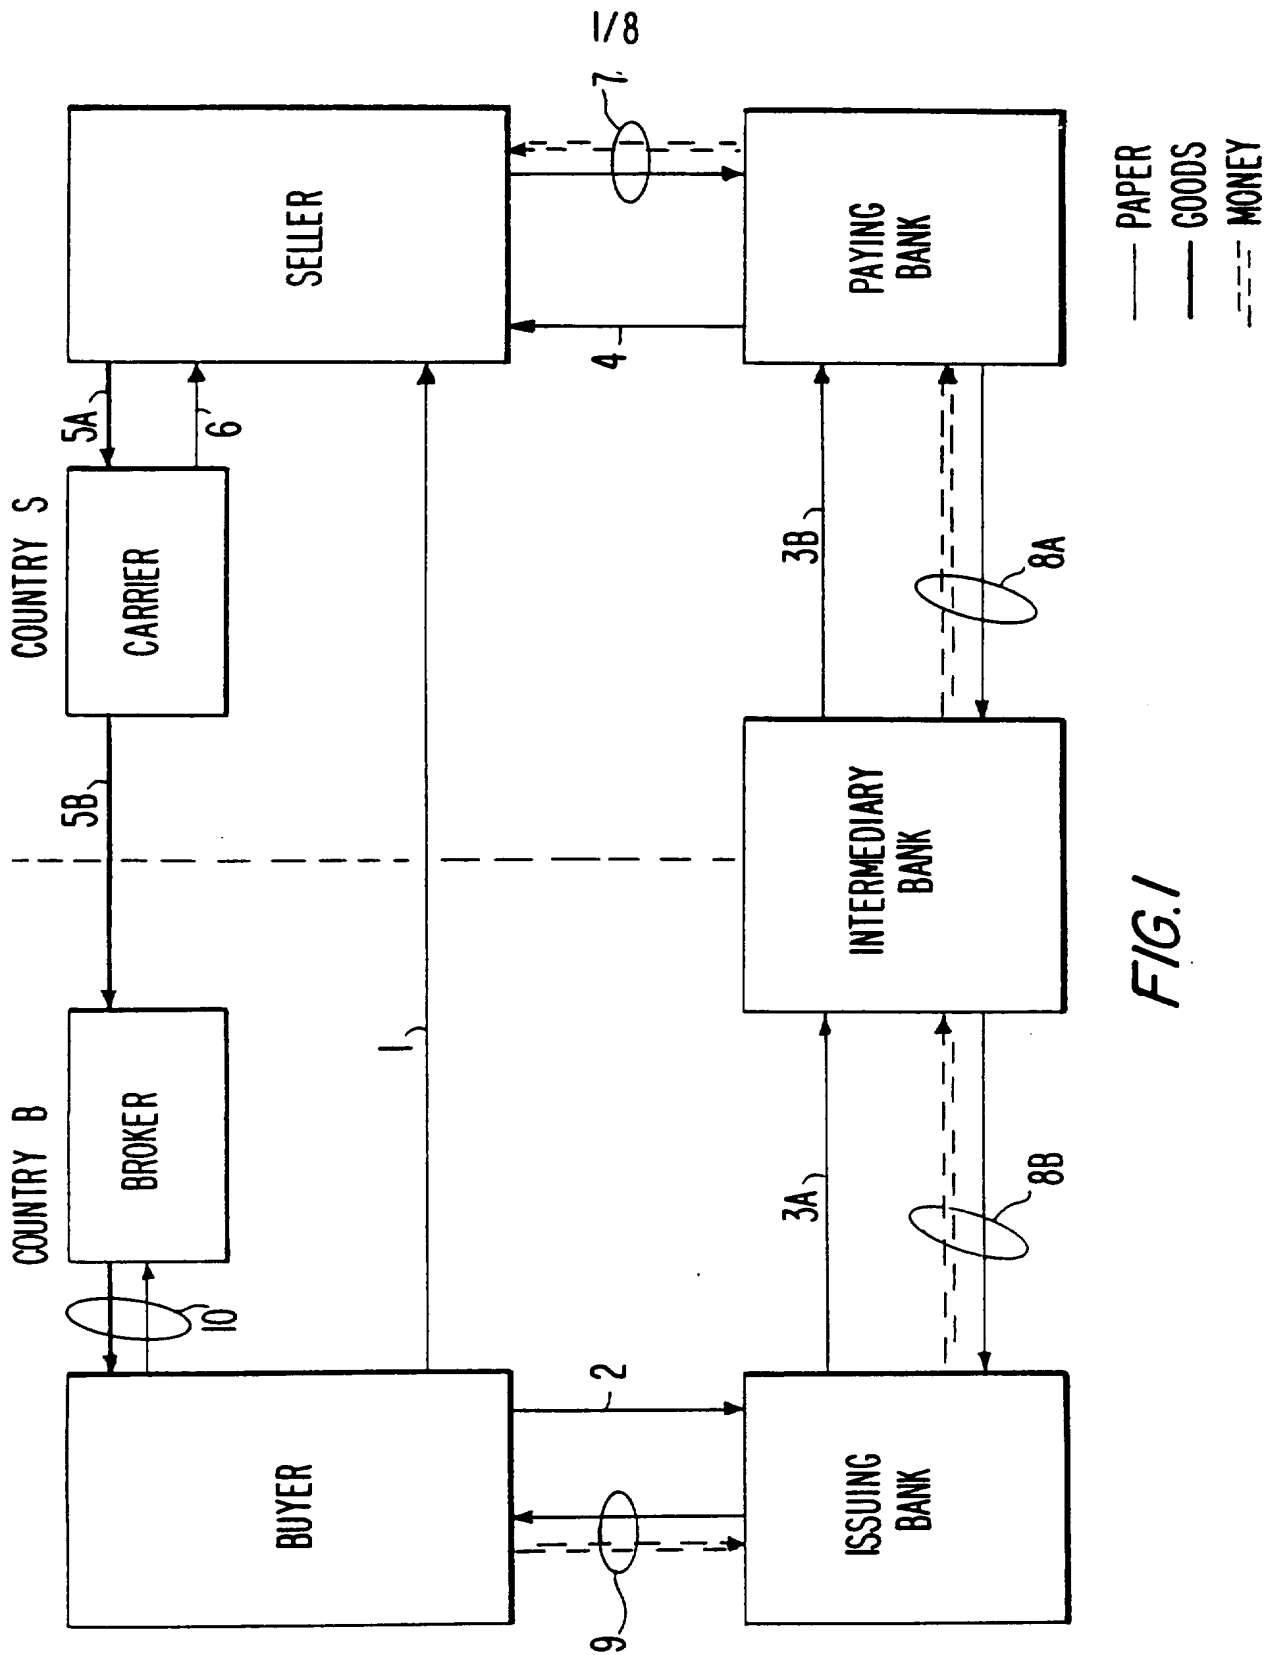 1/8
COUNTRY B
COUNTRY S
BUYER
10
BROKER
5B
CARRIER
5A
6
SELLER
1
9
2
4
7
ISSUING
BANK
3A
8B
INTERMEDIARY
BANK
3B
8A
PAYING
BANK
PAPER
GOODS
MONEY
FIG.1